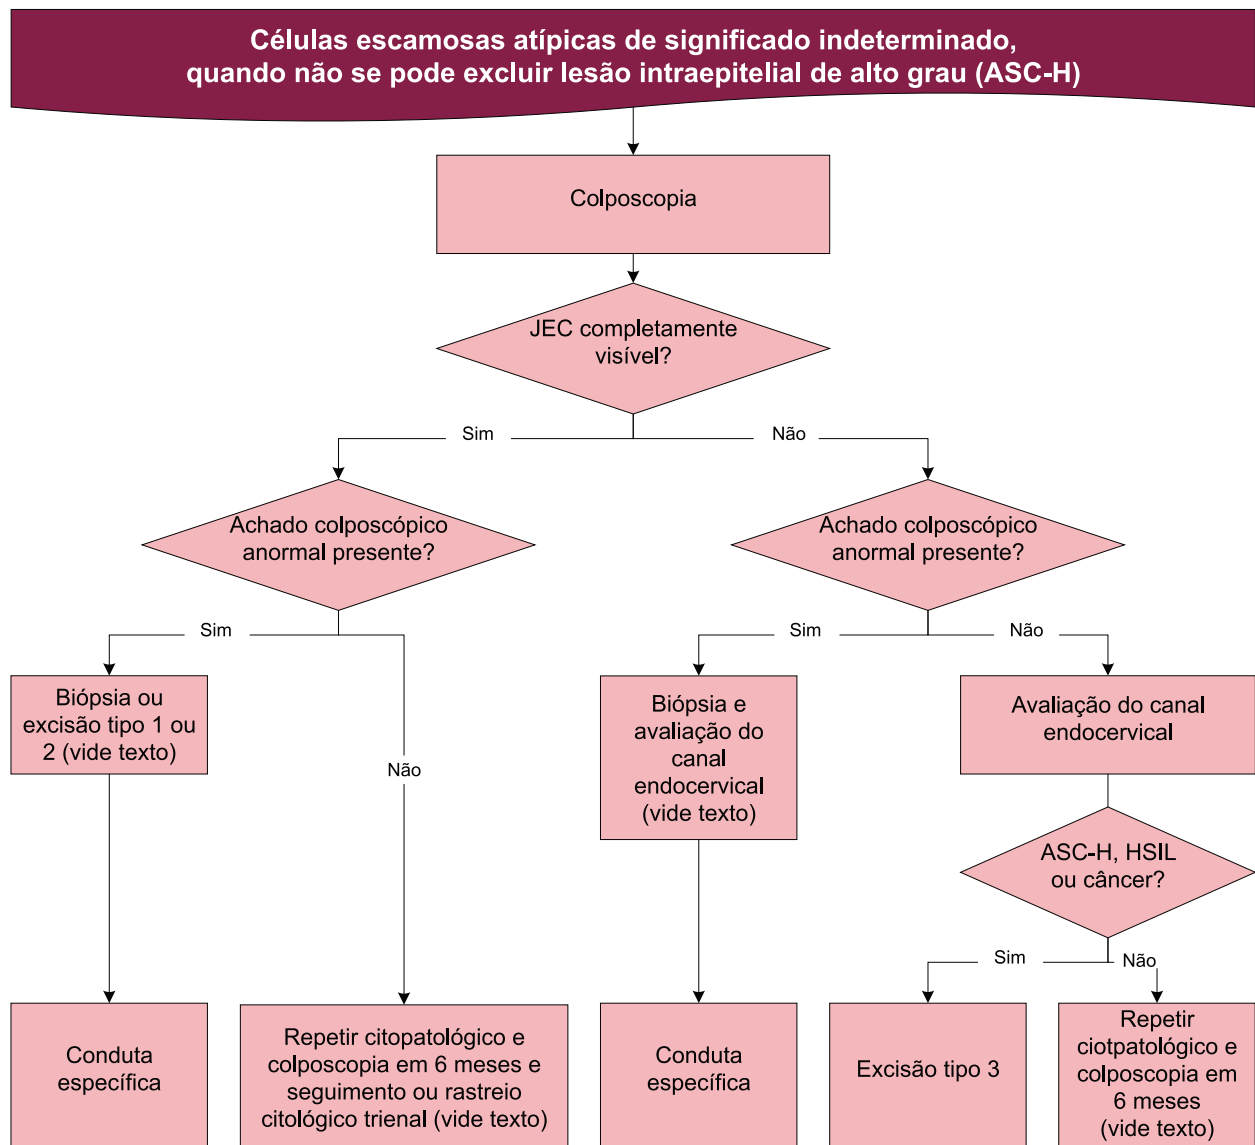 Células escamosas atípicas de significado indeterminado,
quando não se pode excluir lesão intraepitelial de alto grau (ASC-H)
Colposcopia
JEC completamente
visível?
Sim
Não
Achado colposcópico
anormal presente?
Achado colposcópico
anormal presente?
Sim
Não
Sim
Não
Biópsia ou
excisão tipo 1 ou
2 (vide texto)
Biópsia e
avaliação do
canal
endocervical
(vide texto)
Avaliação do canal
endocervical
ASC-H, HSIL
ou câncer?
Sim
Não
Conduta
específica
Repetir citopatológico e
colposcopia em 6 meses e
seguimento ou rastreio
citológico trienal (vide texto)
Conduta
específica
Excisão tipo 3
Repetir
ciotpatológico e
colposcopia em
6 meses
(vide texto)